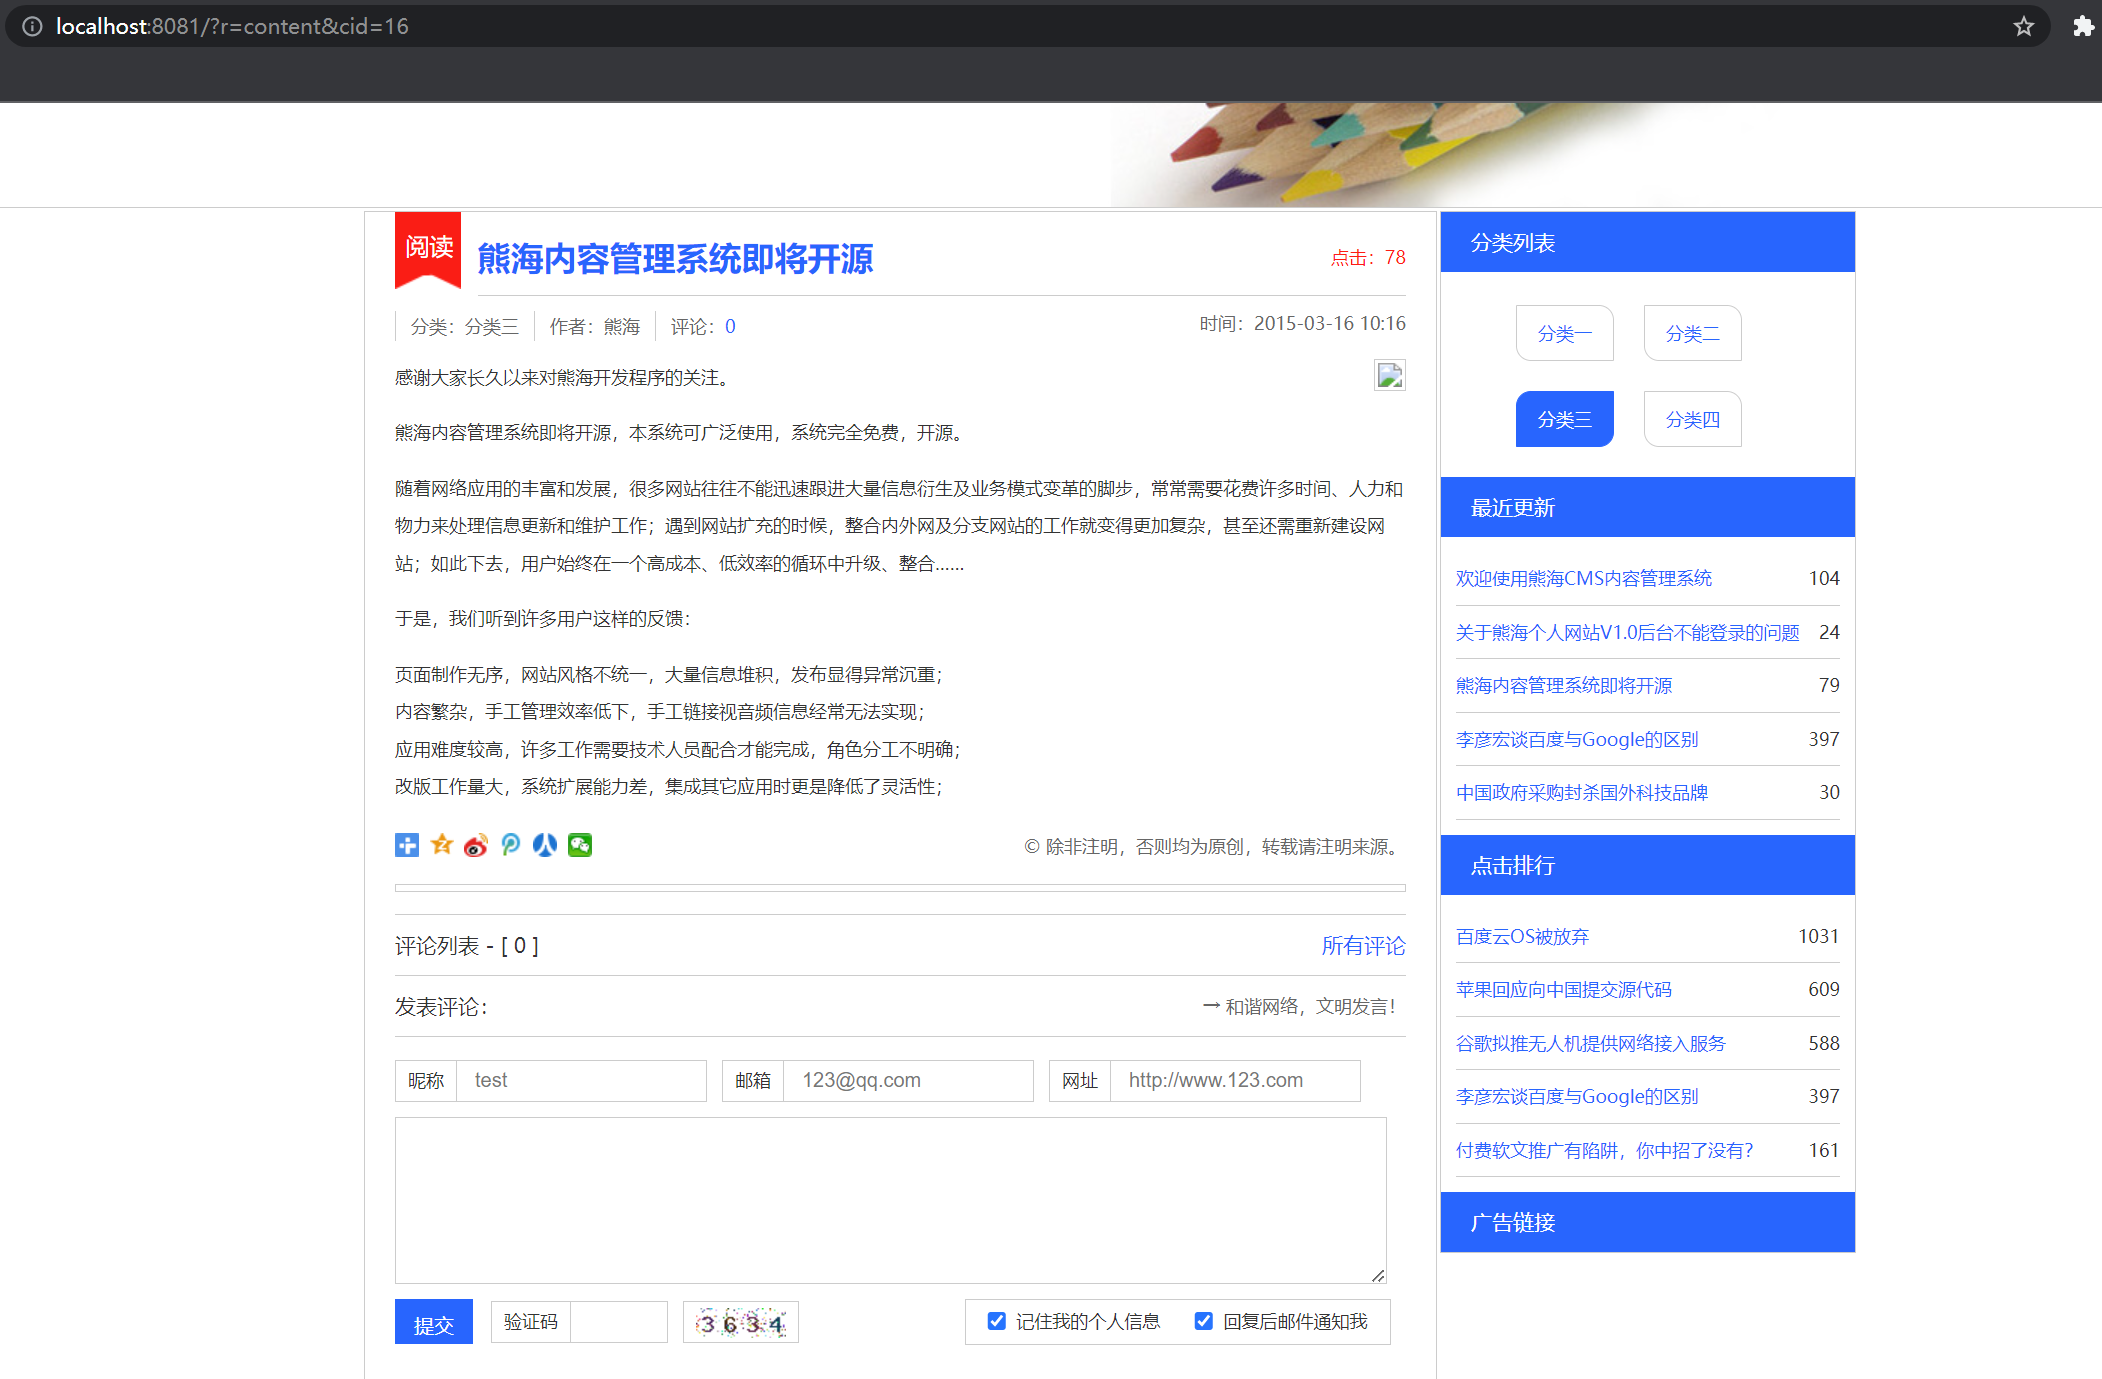 localhost:8081/?r=content&cid=16
阅读
熊海内容管理系统即将开源
点击：78
分类：分类三
作者：熊海
评论：0
时间：2015-03-16 10:16
感谢大家长久以来对熊海开发程序的关注。
熊海内容管理系统即将开源，本系统可广泛使用，系统完全免费，开源。
随着网络应用的丰富和发展，很多网站往往不能迅速跟进大量信息衍生及业务模式变革的脚步，常常需要花费许多时间、人力和
物力来处理信息更新和维护工作；遇到网站扩充的时候，整合内外网及分支网站的工作就变得更加复杂，甚至还需重新建设网
站；如此下去，用户始终在一个高成本、低效率的循环中升级、整合……
于是，我们听到许多用户这样的反馈：
页面制作无序，网站风格不统一，大量信息堆积，发布显得异常沉重；
内容繁杂，手工管理效率低下，手工链接视音频信息经常无法实现；
应用难度较高，许多工作需要技术人员配合才能完成，角色分工不明确；
改版工作量大，系统扩展能力差，集成其它应用时更是降低了灵活性；
© 除非注明，否则均为原创，转载请注明来源。
评论列表 - [ 0 ]
所有评论
发表评论：
→ 和谐网络，文明发言！
昵称 test
邮箱 123@qq.com
网址 http://www.123.com
提交
验证码
3634
记住我的个人信息
回复后邮件通知我
分类列表
分类一
分类二
分类三
分类四
最近更新
欢迎使用熊海CMS内容管理系统 104
关于熊海个人网站V1.0后台不能登录的问题 24
熊海内容管理系统即将开源 79
李彦宏谈百度与Google的区别 397
中国政府采购封杀国外科技品牌 30
点击排行
百度云OS被放弃 1031
苹果回应向中国提交源代码 609
谷歌拟推无人机提供网络接入服务 588
李彦宏谈百度与Google的区别 397
付费软文推广有陷阱，你中招了没有？ 161
广告链接